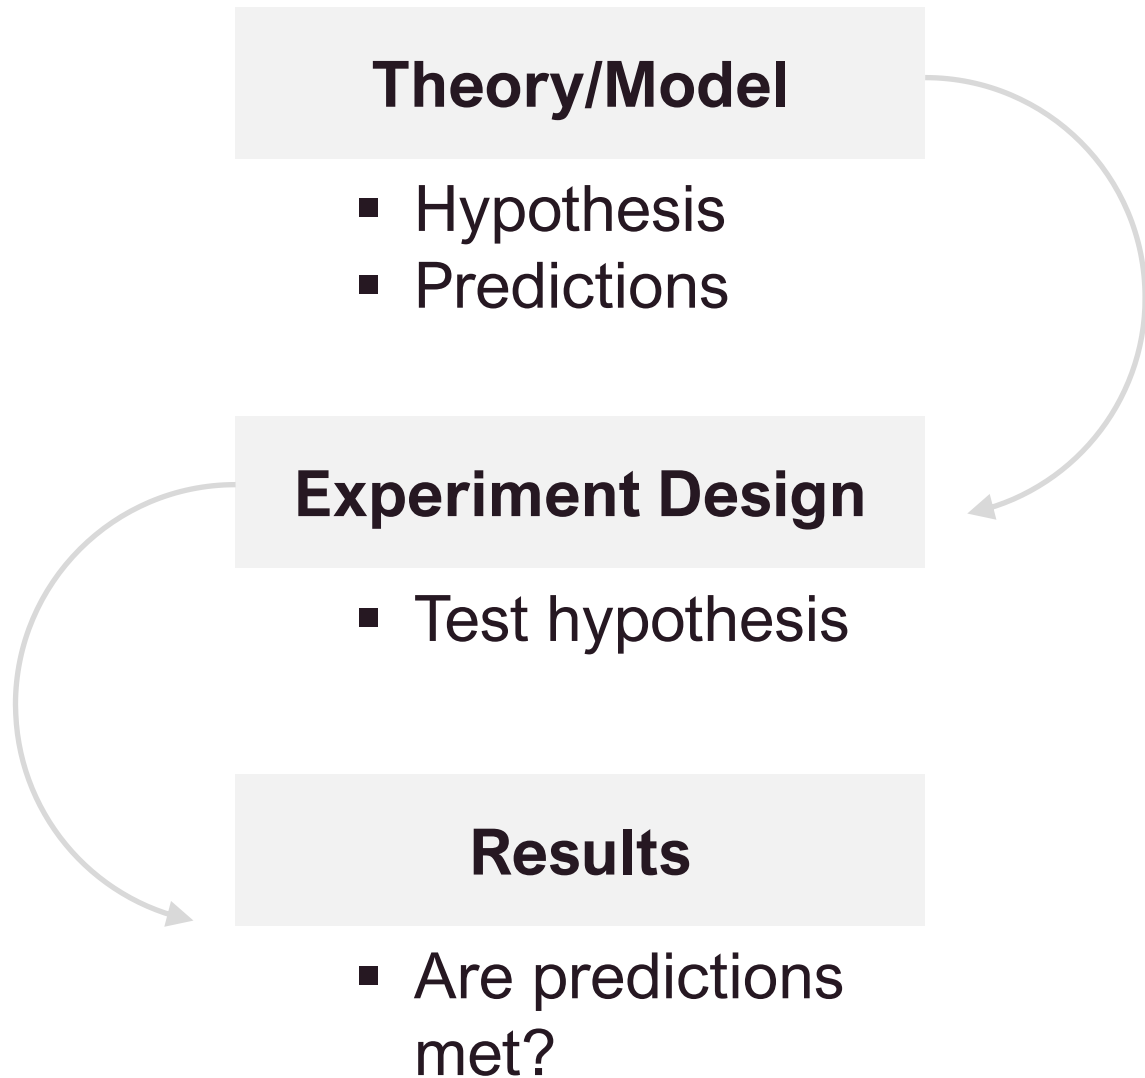 Theory/Model
▪ Hypothesis
▪ Predictions
Experiment Design
▪ Test hypothesis
Results
▪ Are predictions
met?